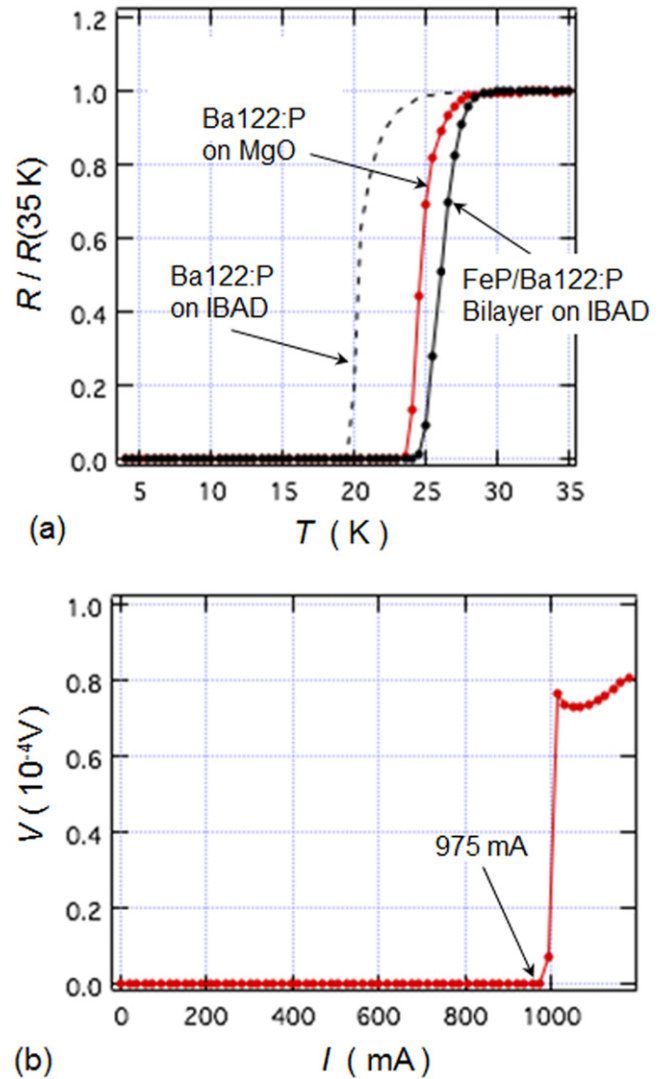 1.2
1.0
0.8
0.6
0.4
0.2
0.0
R / R(35 K)
Ba122:P
on MgO
Ba122:P
on IBAD
FeP/Ba122:P
Bilayer on IBAD
5 10 15 20 25 30 35
(a) T ( K )
1.0
0.8
0.6
0.4
0.2
0.0
V ( 10⁻⁴V)
975 mA
0 200 400 600 800 1000
(b) I ( mA )